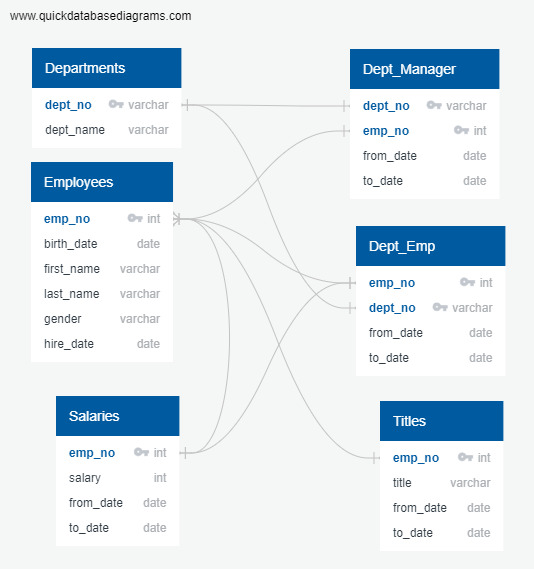 www.quickdatabasediagrams.com
Departments
dept_no varchar
dept_name varchar
Employees
emp_no int
birth_date date
first_name varchar
last_name varchar
gender varchar
hire_date date
Salaries
emp_no int
salary int
from_date date
to_date date
Dept_Manager
dept_no varchar
emp_no int
from_date date
to_date date
Dept_Emp
emp_no int
dept_no varchar
from_date date
to_date date
Titles
emp_no int
title varchar
from_date date
to_date date